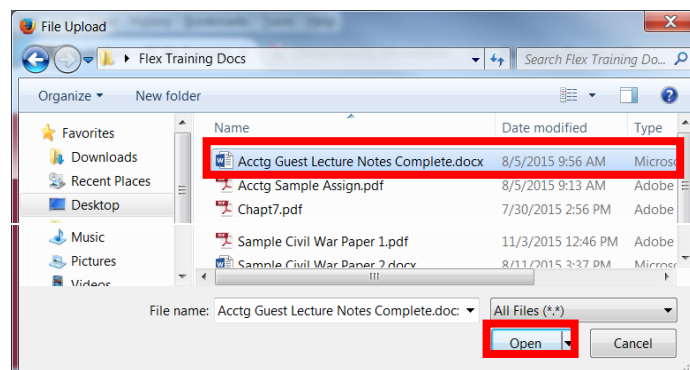 File Upload
Flex Training Docs
Search Flex Training Do...
Organize
New folder
Name
Date modified
Type
Favorites
Downloads
Recent Places
Desktop
Acctg Guest Lecture Notes Complete.docx 8/5/2015 9:56 AM Microso
Acctg Sample Assign.pdf 8/5/2015 9:13 AM Adobe
Chapt7.pdf 7/30/2015 2:56 PM Adobe
Music
Pictures
Videos
Sample Civil War Paper 1.pdf 11/3/2015 12:46 PM Adobe
Sample Civil War Paper 2.docx 8/11/2015 3:37 PM Microso
File name: Acctg Guest Lecture Notes Complete.doc
All Files (*.*)
Open
Cancel